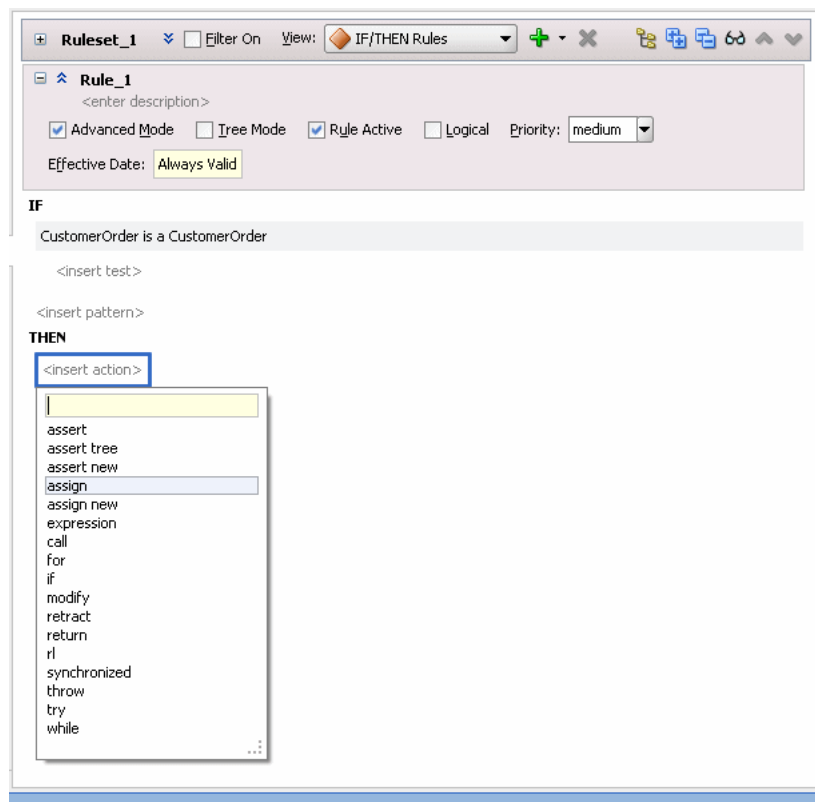 Ruleset_1 Filter On View: IF/THEN Rules
Rule_1
<enter description>
Advanced Mode Tree Mode Rule Active Logical Priority: medium
Effective Date: Always Valid
IF
CustomerOrder is a CustomerOrder
<insert test>
<insert pattern>
THEN
<insert action>
assert
assert tree
assert new
assign
assign new
expression
call
for
if
modify
retract
return
rl
synchronized
throw
try
while